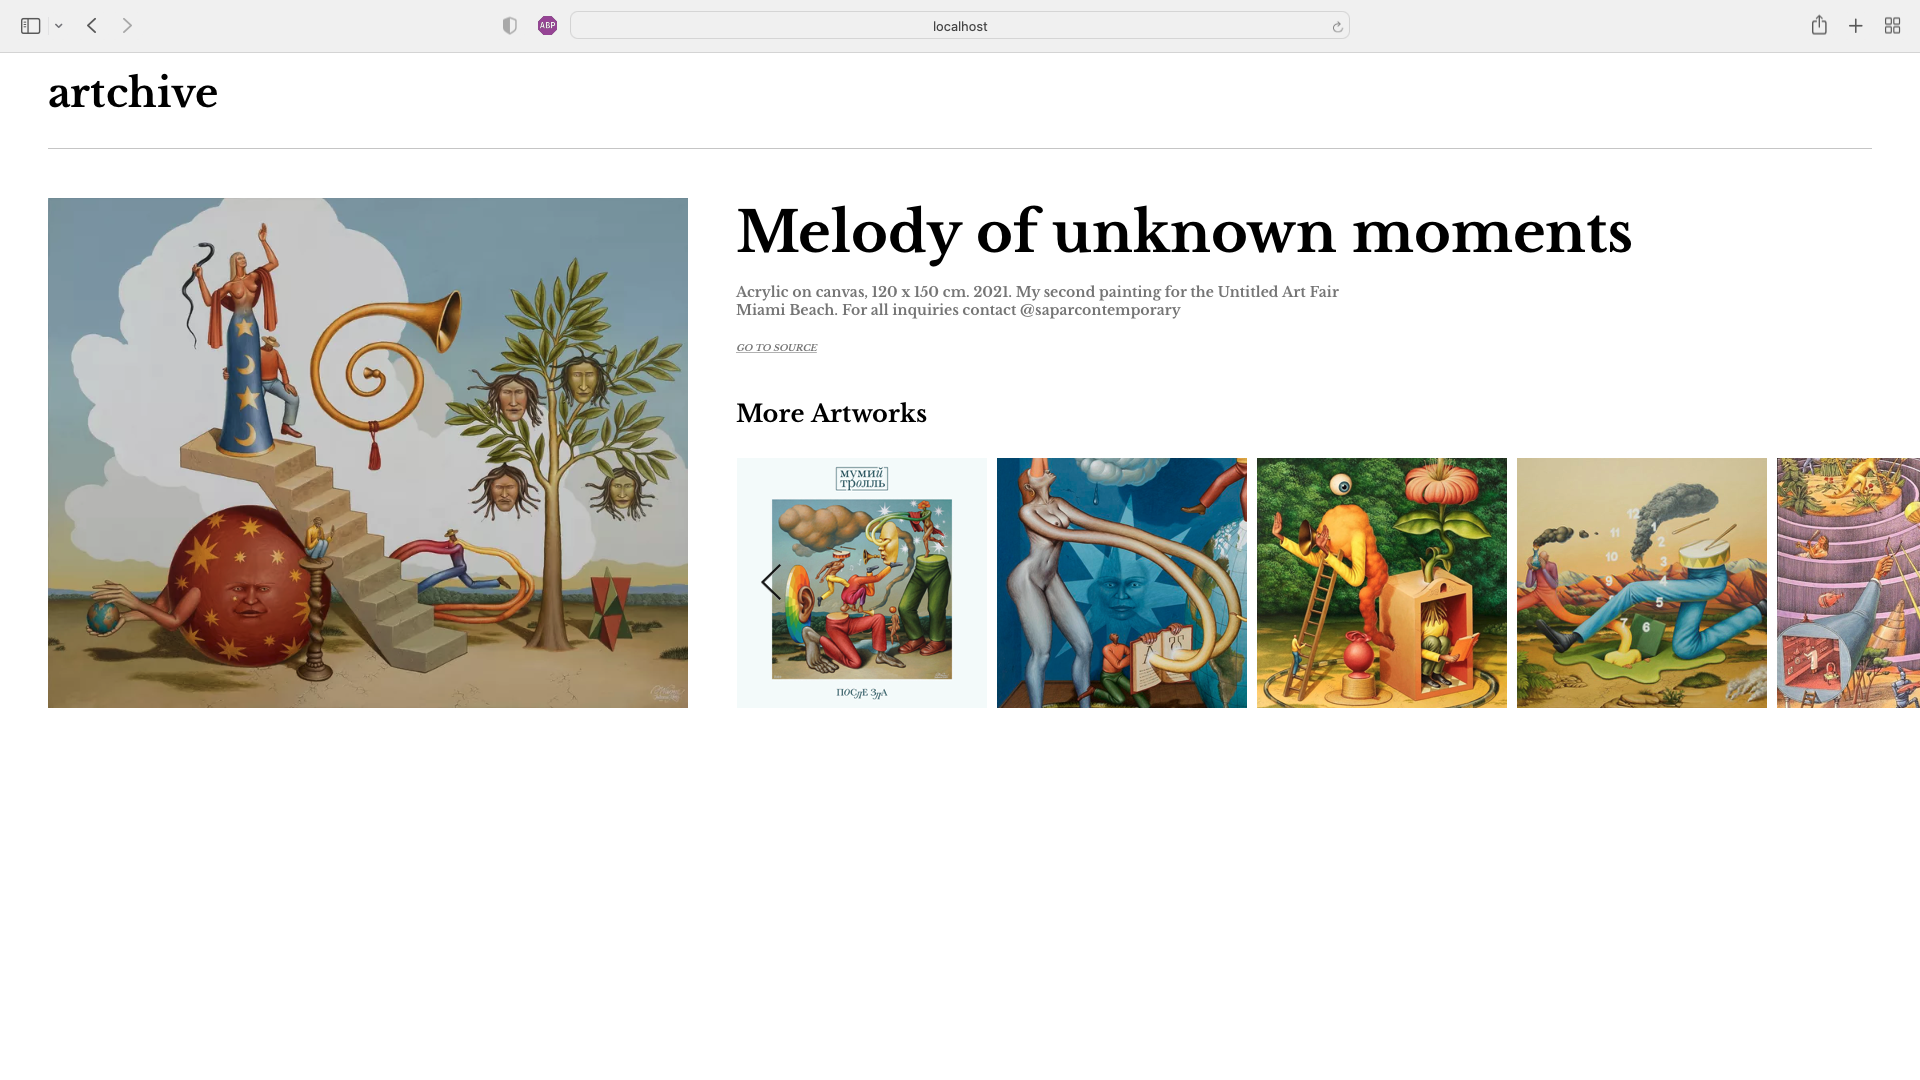 ABP
localhost
artchive
Melody of unknown moments
Acrylic on canvas, 120 x 150 cm. 2021. My second painting for the Untitled Art Fair
Miami Beach. For all inquiries contact @saparcontemporary
GO TO SOURCE
More Artworks
МУМИЙ
ТРОЛЛЬ
ПОСЛЕ ЗЛА
A
12
1
11
2
10
3
9
4
5
7
6